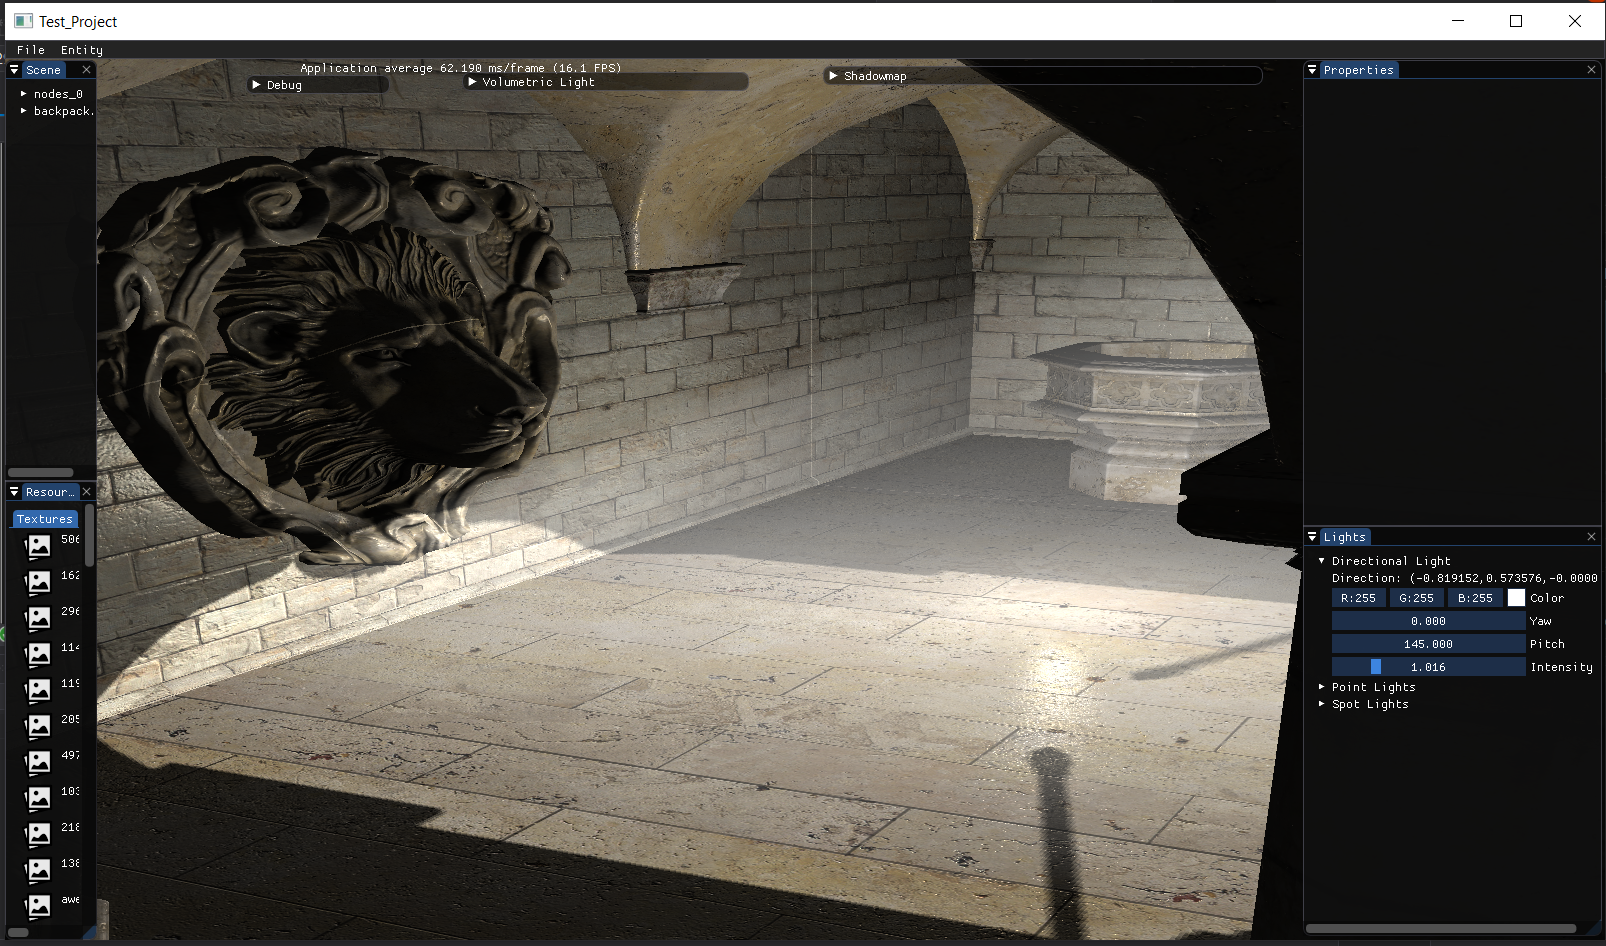 Test_Project
File Entity
Scene
nodes_0
backpack.
Application average 62.190 ms/frame (16.1 FPS)
Debug
Volumetric Light
Shadowmap
Properties
Resour...
Textures
506
162
296
114
119
205
497
103
218
138
awe
Lights
Directional Light
Direction: (-0.819152,0.573576,-0.0000
R:255 G:255 B:255 Color
0.000 Yaw
145.000 Pitch
1.016 Intensity
Point Lights
Spot Lights